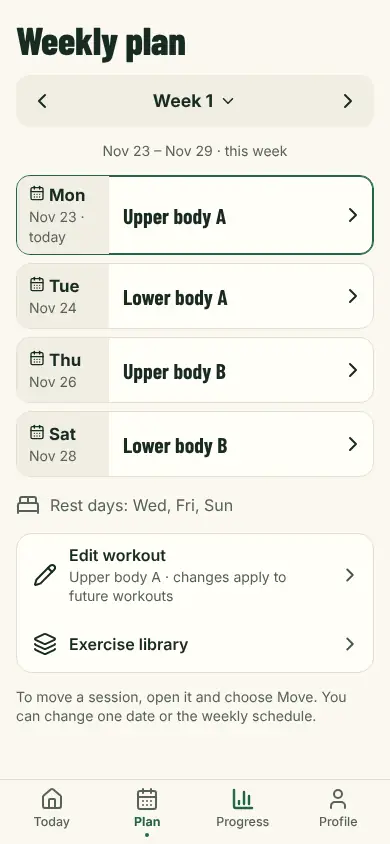 Weekly plan
Week 1
Nov 23 – Nov 29 · this week
Mon
Nov 23 ·
today
Upper body A
Tue
Nov 24
Lower body A
Thu
Nov 26
Upper body B
Sat
Nov 28
Lower body B
Rest days: Wed, Fri, Sun
Edit workout
Upper body A · changes apply to
future workouts
Exercise library
To move a session, open it and choose Move. You
can change one date or the weekly schedule.
Today
Plan
Progress
Profile